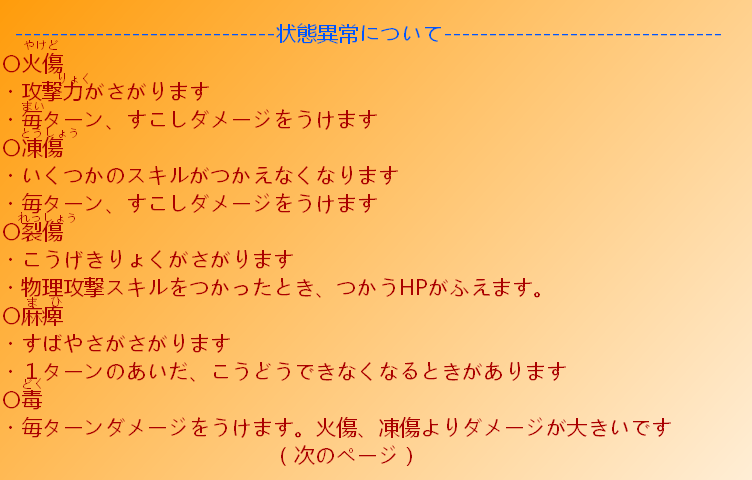 -------------------------------状態異常について---------------------------------
やけど
〇火傷
りょく
・攻撃力がさがります
まい
・毎ターン、すこしダメージをうけます
とうしょう
〇凍傷
・いくつかのスキルがつかえなくなります
・毎ターン、すこしダメージをうけます
れっしょう
〇裂傷
・こうげきりょくがさがります
・物理攻撃スキルをつかったとき、つかうHPがふえます。
まひ
〇麻痺
・すばやさがさがります
・１ターンのあいだ、こうどうできなくなるときがあります
どく
〇毒
・毎ターンダメージをうけます。火傷、凍傷よりダメージが大きいです
( 次のページ )